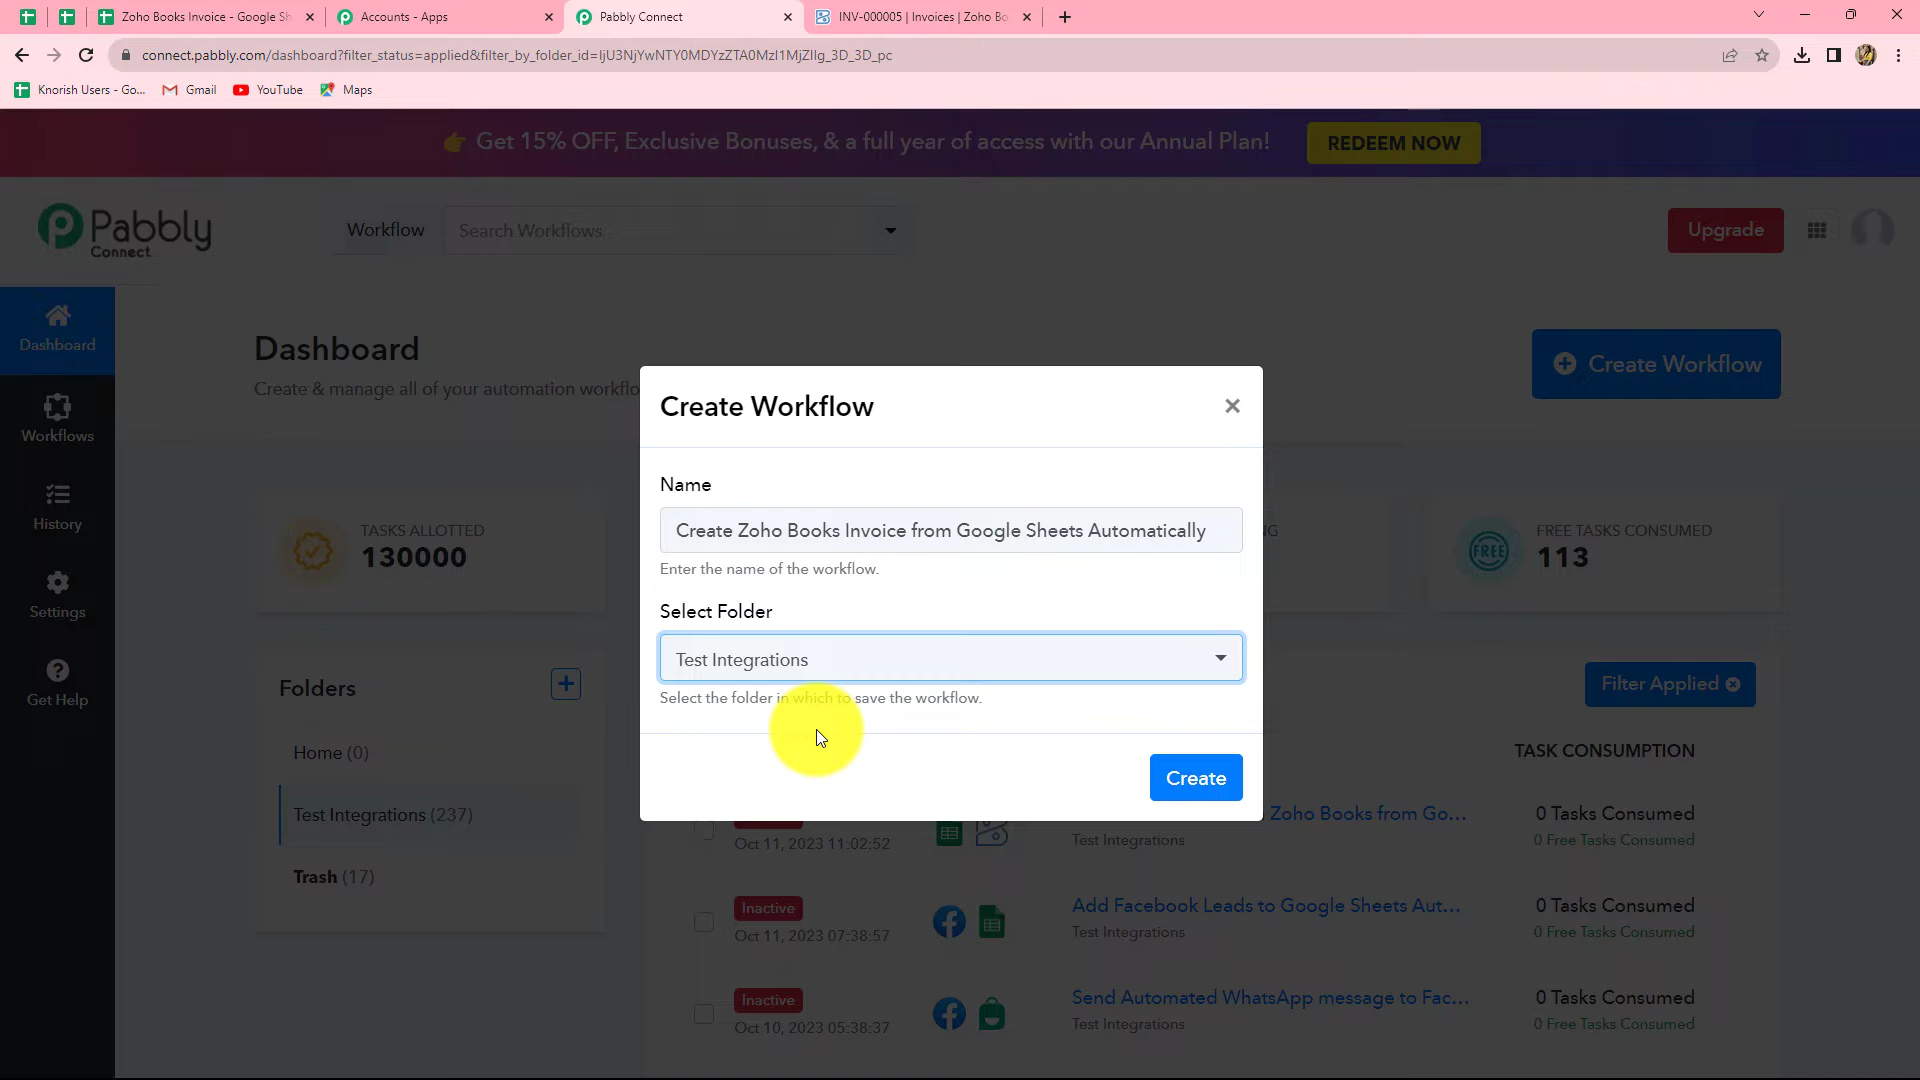 Zoho Books Invoice - Google Sh
Accounts - Apps
Pabbly Connect
INV-000005 | Invoices | Zoho Bo
connect.pabbly.com/dashboard?filter_status=applied&filter_by_folder_id=IjU3NjYwNTY0MDYzZTA0MzI1MjZlIg_3D_3D_pc
Knorish Users - Go...
Gmail
YouTube
Maps
Get 15% OFF, Exclusive Bonuses, & a full year of access with our Annual Plan!
REDEEM NOW
Pabbly
Connect
Workflow
Search Workflows
Upgrade
Dashboard
Workflows
History
Settings
Get Help
Dashboard
Create & manage all of your automation workflo
Create Workflow
TASKS ALLOTTED
130000
NG
FREE
FREE TASKS CONSUMED
113
Create Workflow
×
Name
Create Zoho Books Invoice from Google Sheets Automatically
Enter the name of the workflow.
Select Folder
Test Integrations
Select the folder in which to save the workflow.
Create
Folders
Home (0)
Test Integrations (237)
Trash (17)
Filter Applied
TASK CONSUMPTION
Oct 11, 2023 11:02:52
Zoho Books from Go...
Test Integrations
0 Tasks Consumed
0 Free Tasks Consumed
Inactive
Oct 11, 2023 07:38:57
Add Facebook Leads to Google Sheets Aut...
Test Integrations
0 Tasks Consumed
0 Free Tasks Consumed
Inactive
Oct 10, 2023 05:38:37
Send Automated WhatsApp message to Fac...
Test Integrations
0 Tasks Consumed
0 Free Tasks Consumed